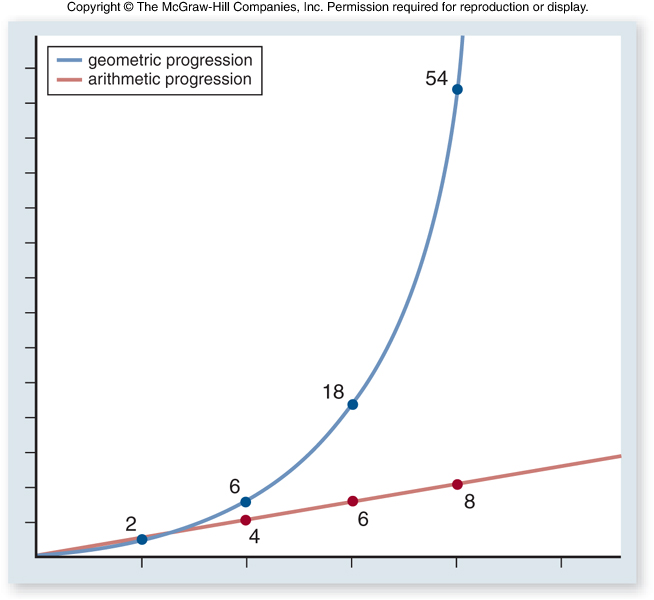 Copyright © The McGraw-Hill Companies, Inc. Permission required for reproduction or display.
geometric progression
arithmetic progression
54
18
6
2
4
6
8